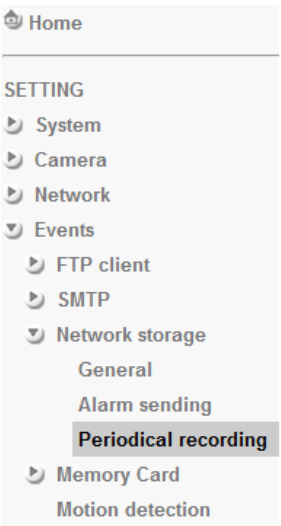 Home
SETTING
System
Camera
Network
Events
FTP client
SMTP
Network storage
General
Alarm sending
Periodical recording
Memory Card
Motion detection